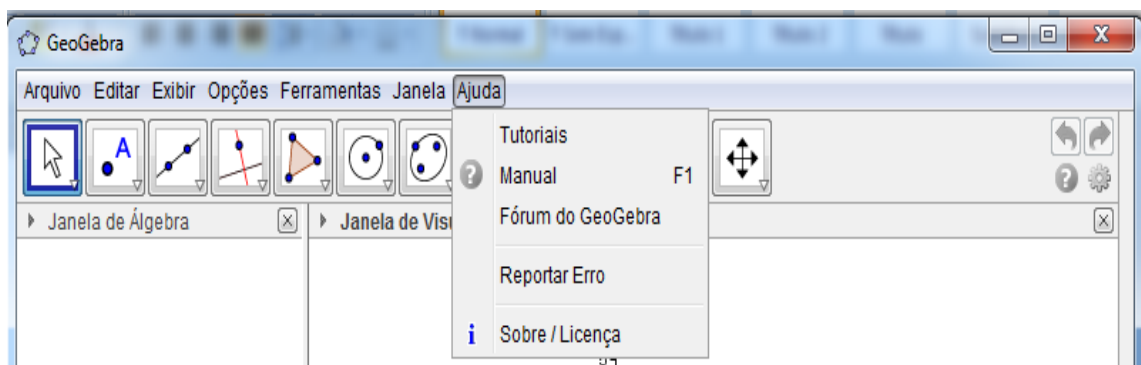 GeoGebra
Arquivo Editar Exibir Opções Ferramentas Janela Ajuda
A
Tutoriais
Manual F1
Fórum do GeoGebra
Reportar Erro
i Sobre / Licença
Janela de Álgebra
Janela de